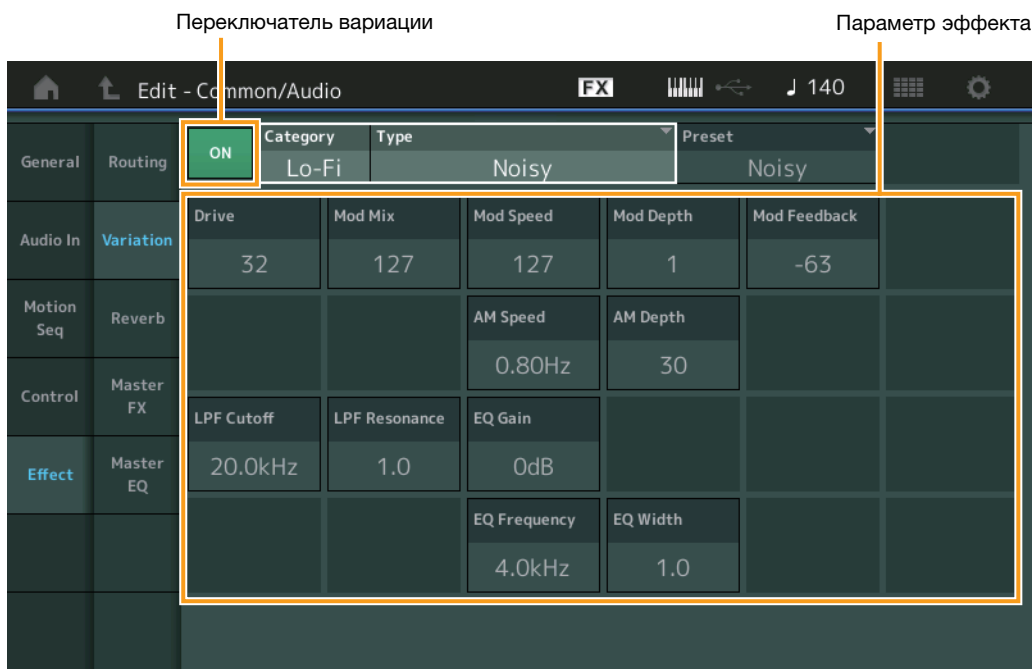 Переключатель вариации
Параметр эффекта
Edit - Common/Audio
FX
♩ 140
General
Routing
ON
Category
Lo-Fi
Type
Noisy
Preset
Noisy
Audio In
Variation
Drive
32
Mod Mix
127
Mod Speed
127
Mod Depth
1
Mod Feedback
-63
Motion
Seq
Reverb
AM Speed
0.80Hz
AM Depth
30
Control
Master
FX
LPF Cutoff
20.0kHz
LPF Resonance
1.0
EQ Gain
0dB
Effect
Master
EQ
EQ Frequency
4.0kHz
EQ Width
1.0